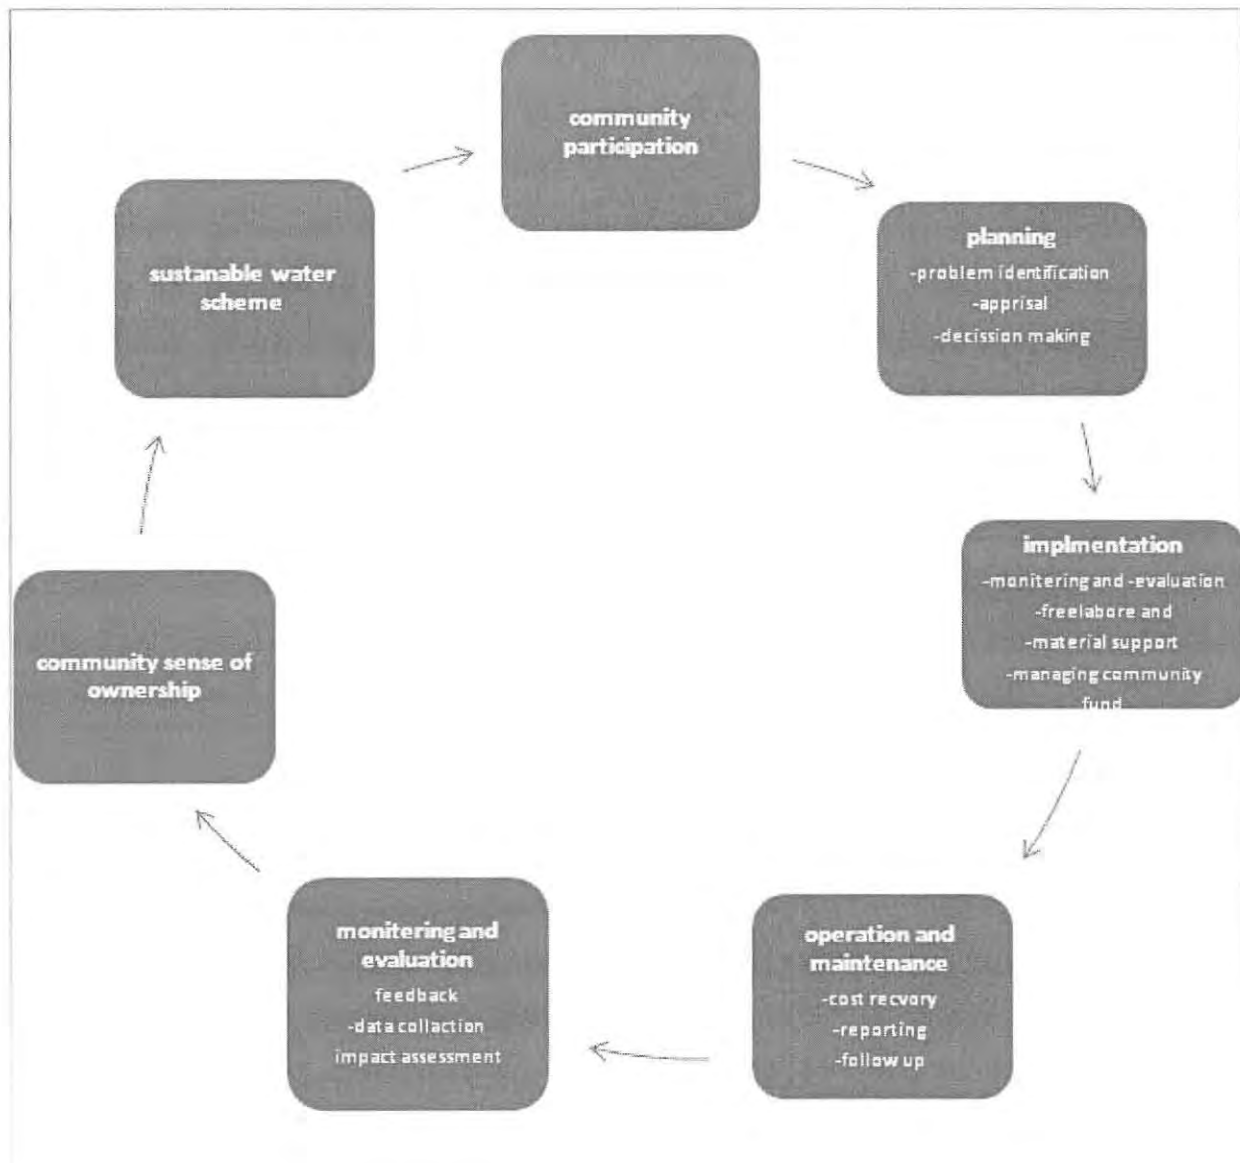 community
participation
planning
-problem identification
-apprisal
-decission making
implmentation
-monitering and -evaluation
-freelabore and
-material support
-managing community
fund
operation and
maintenance
-cost recvory
-reporting
-follow up
monitering and
evaluation
feedback
-data collaction
impact assessment
community sense of
ownership
sustanable water
scheme